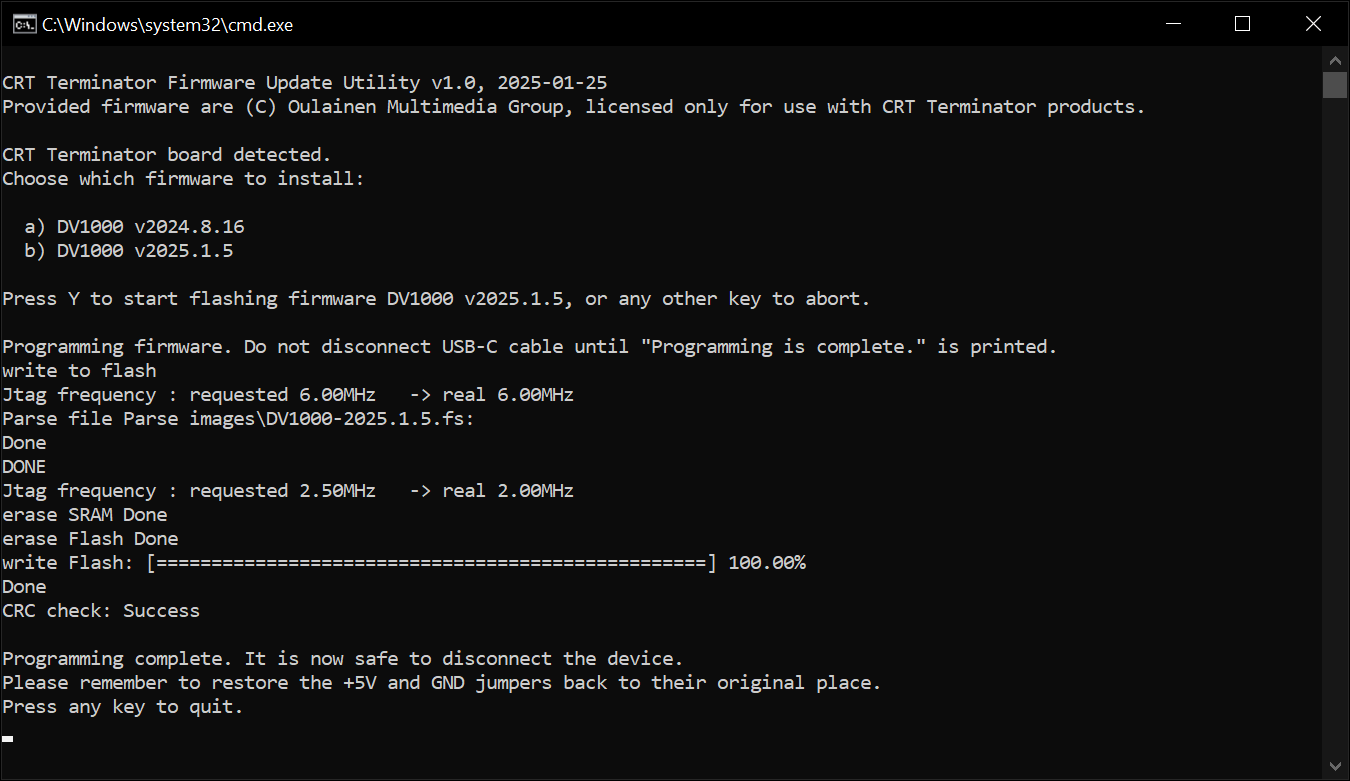 C:\Windows\system32\cmd.exe
CRT Terminator Firmware Update Utility v1.0, 2025-01-25
Provided firmware are (C) Oulainen Multimedia Group, licensed only for use with CRT Terminator products.
CRT Terminator board detected.
Choose which firmware to install:
a) DV1000 v2024.8.16
b) DV1000 v2025.1.5
Press Y to start flashing firmware DV1000 v2025.1.5, or any other key to abort.
Programming firmware. Do not disconnect USB-C cable until "Programming is complete." is printed.
write to flash
Jtag frequency : requested 6.00MHz   -> real 6.00MHz
Parse file Parse images\DV1000-2025.1.5.fs:
Done
DONE
Jtag frequency : requested 2.50MHz   -> real 2.00MHz
erase SRAM Done
erase Flash Done
write Flash: [==================================================] 100.00%
Done
CRC check: Success
Programming complete. It is now safe to disconnect the device.
Please remember to restore the +5V and GND jumpers back to their original place.
Press any key to quit.